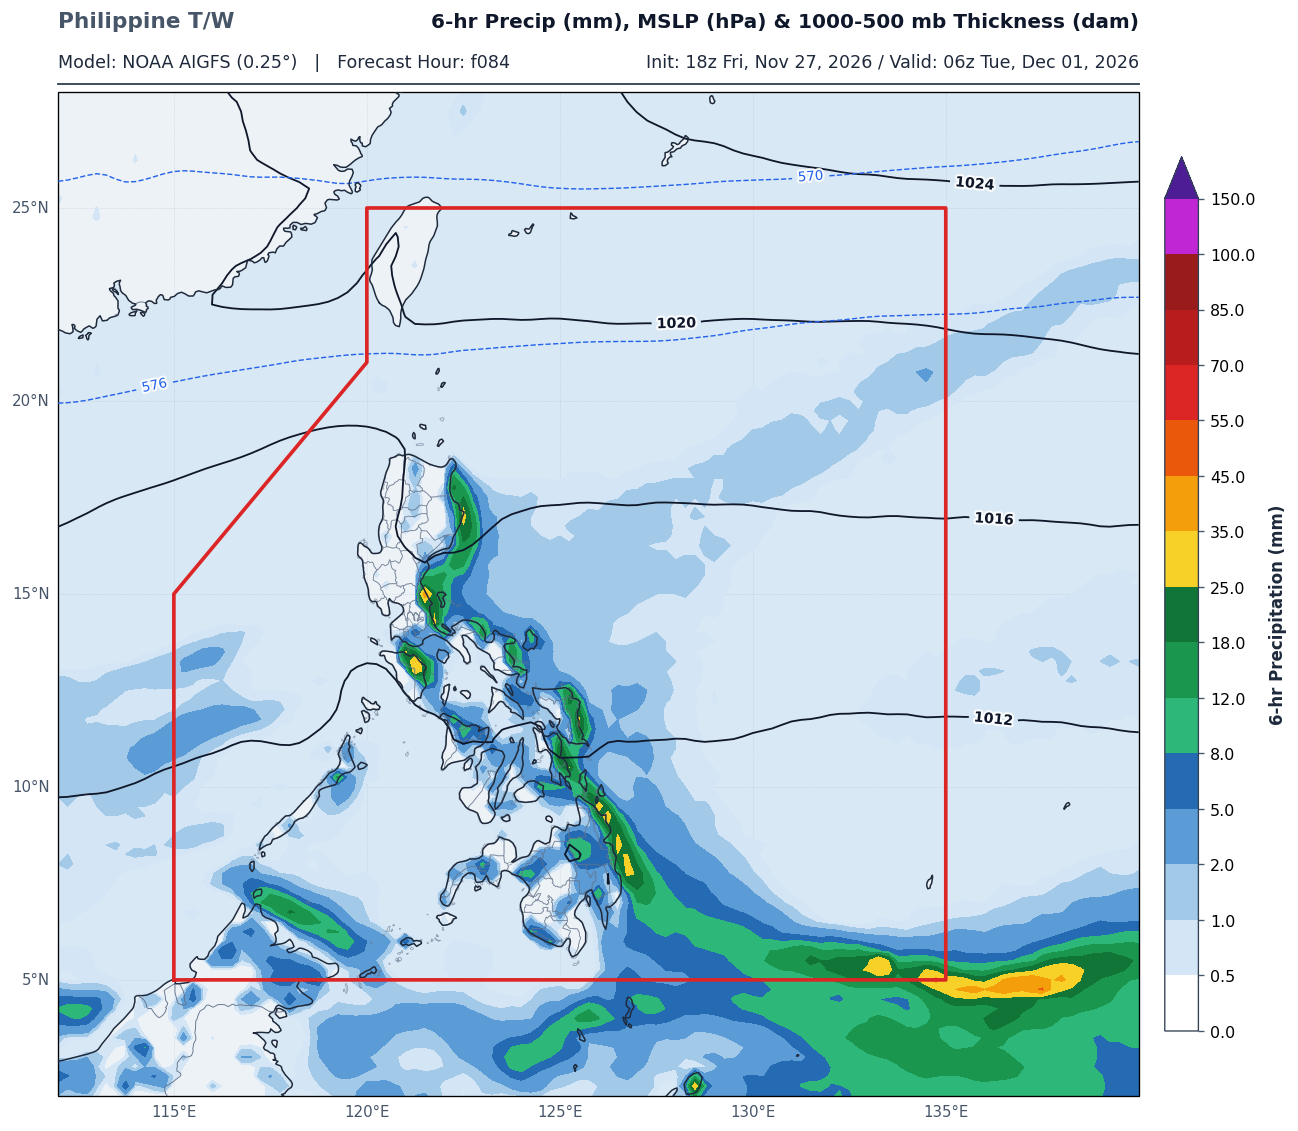 Philippine T/W
6-hr Precip (mm), MSLP (hPa) & 1000-500 mb Thickness (dam)
Model: NOAA AIGFS (0.25°) | Forecast Hour: f084
Init: 18z Fri, Nov 27, 2026 / Valid: 06z Tue, Dec 01, 2026
570
1024
25°N
1020
576
20°N
1016
15°N
1012
10°N
5°N
115°E
120°E
125°E
130°E
135°E
150.0
100.0
85.0
70.0
55.0
45.0
35.0
25.0
18.0
12.0
8.0
5.0
2.0
1.0
0.5
0.0
6-hr Precipitation (mm)